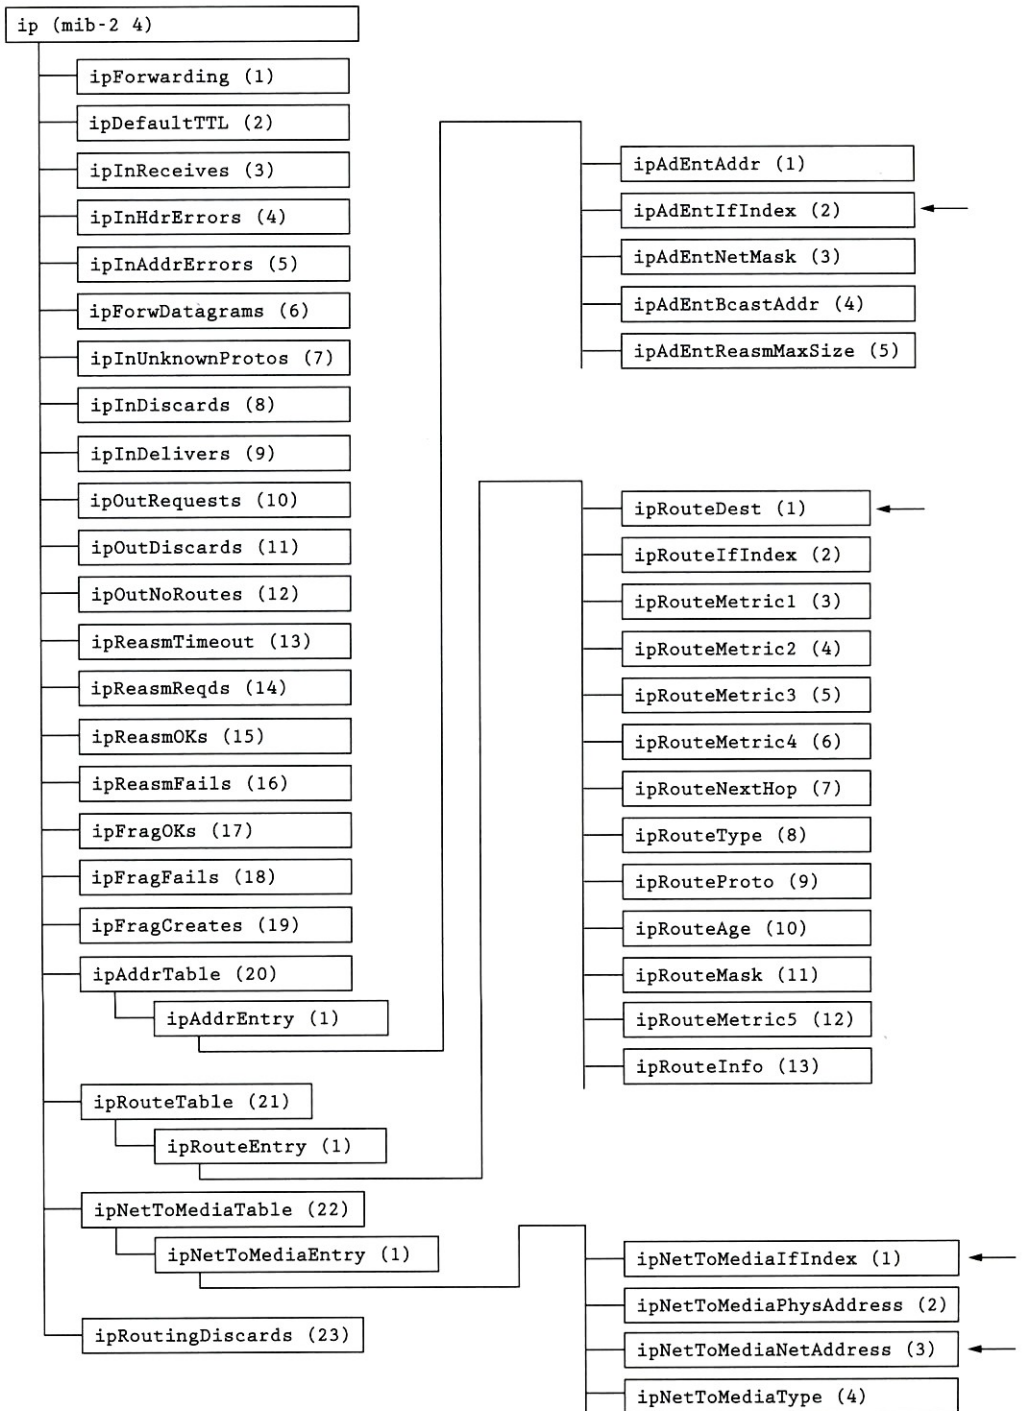 ip (mib-2 4)
ipForwarding (1)
ipDefaultTTL (2)
ipInReceives (3)
ipInHdrErrors (4)
ipInAddrErrors (5)
ipForwDatagrams (6)
ipInUnknownProtos (7)
ipInDiscards (8)
ipInDelivers (9)
ipOutRequests (10)
ipOutDiscards (11)
ipOutNoRoutes (12)
ipReasmTimeout (13)
ipReasmReqds (14)
ipReasmOKs (15)
ipReasmFails (16)
ipFragOKs (17)
ipFragFails (18)
ipFragCreates (19)
ipAddrTable (20)
ipAddrEntry (1)
ipRouteTable (21)
ipRouteEntry (1)
ipNetToMediaTable (22)
ipNetToMediaEntry (1)
ipRoutingDiscards (23)
ipAdEntAddr (1)
ipAdEntIfIndex (2)
ipAdEntNetMask (3)
ipAdEntBcastAddr (4)
ipAdEntReasmMaxSize (5)
ipRouteDest (1)
ipRouteIfIndex (2)
ipRouteMetric1 (3)
ipRouteMetric2 (4)
ipRouteMetric3 (5)
ipRouteMetric4 (6)
ipRouteNextHop (7)
ipRouteType (8)
ipRouteProto (9)
ipRouteAge (10)
ipRouteMask (11)
ipRouteMetric5 (12)
ipRouteInfo (13)
ipNetToMediaIfIndex (1)
ipNetToMediaPhysAddress (2)
ipNetToMediaNetAddress (3)
ipNetToMediaType (4)